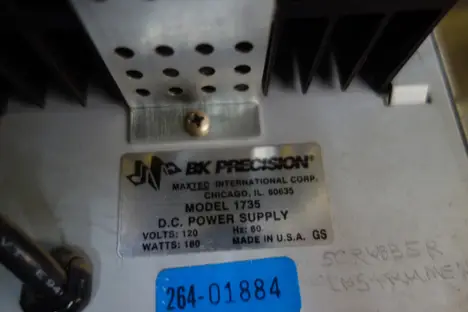 BK PRECISION®
MAXTEC INTERNATIONAL CORP.
CHICAGO, IL. 60635
MODEL 1735
D.C. POWER SUPPLY
VOLTS: 120 Hz: 60
WATTS: 180 MADE IN U.S.A. GS
264-01884
SCRUBBER